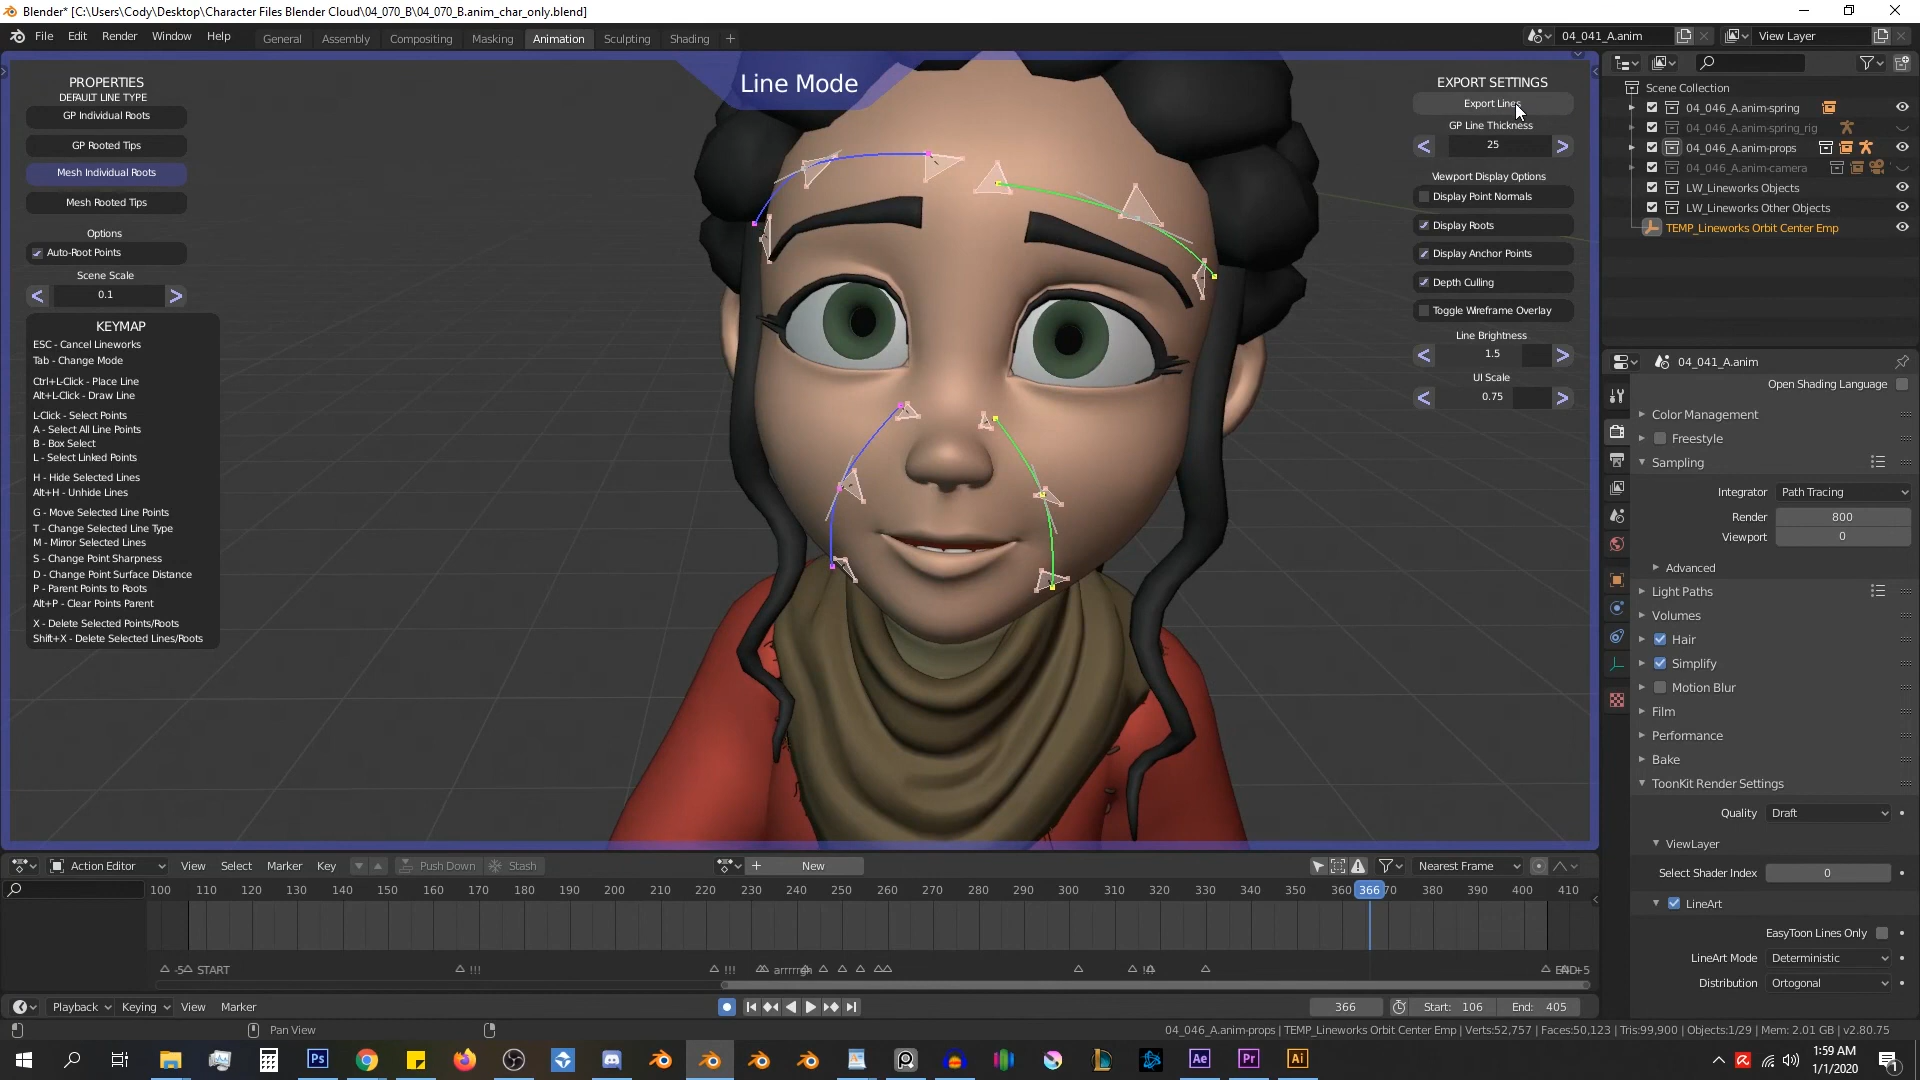 Blender* [C:\Users\Cody\Desktop\Character Files Blender Cloud\04_070_B\04_070_B.anim_char_only.blend]
File Edit Render Window Help General Assembly Compositing Masking Animation Sculpting Shading + 04_041_A.anim View Layer
Line Mode
PROPERTIES
DEFAULT LINE TYPE
GP Individual Roots
GP Rooted Tips
Mesh Individual Roots
Mesh Rooted Tips
Options
Auto-Root Points
Scene Scale
< 0.1 >
KEYMAP
ESC - Cancel Lineworks
Tab - Change Mode
Ctrl+L-Click - Place Line
Alt+L-Click - Draw Line
L-Click - Select Points
A - Select All Line Points
B - Box Select
L - Select Linked Points
H - Hide Selected Lines
Alt+H - Unhide Lines
G - Move Selected Line Points
T - Change Selected Line Type
M - Mirror Selected Lines
S - Change Point Sharpness
D - Change Point Surface Distance
P - Parent Points to Roots
Alt+P - Clear Points Parent
X - Delete Selected Points/Roots
Shift+X - Delete Selected Lines/Roots
EXPORT SETTINGS
Export Lines
GP Line Thickness
< 25 >
Viewport Display Options
Display Point Normals
Display Roots
Display Anchor Points
Depth Culling
Toggle Wireframe Overlay
Line Brightness
< 1.5 >
UI Scale
< 0.75 >
Scene Collection
04_046_A.anim-spring
04_046_A.anim-spring_rig
04_046_A.anim-props
04_046_A.anim-camera
LW_Lineworks Objects
LW_Lineworks Other Objects
TEMP_Lineworks Orbit Center Emp
04_041_A.anim
Open Shading Language
Color Management
Freestyle
Sampling
Integrator Path Tracing
Render 800
Viewport 0
Advanced
Light Paths
Volumes
Hair
Simplify
Motion Blur
Film
Performance
Bake
ToonKit Render Settings
Quality Draft
ViewLayer
Select Shader Index 0
LineArt
EasyToon Lines Only
LineArt Mode Deterministic
Distribution Ortogonal
Action Editor View Select Marker Key Push Down Stash + New Nearest Frame
100 110 120 130 140 150 160 170 180 190 200 210 220 230 240 250 260 270 280 290 300 310 320 330 340 350 360 366 380 390 400 410
START !!! !!! arrrrrgh END+5
Playback Keying View Marker 366 Start: 106 End: 405
Pan View 04_046_A.anim-props | TEMP_Lineworks Orbit Center Emp | Verts:52,757 | Faces:50,123 | Tris:99,900 | Objects:1/29 | Mem: 2.01 GB | v2.80.75
Ps Ae Pr Ai
1:59 AM
1/1/2020